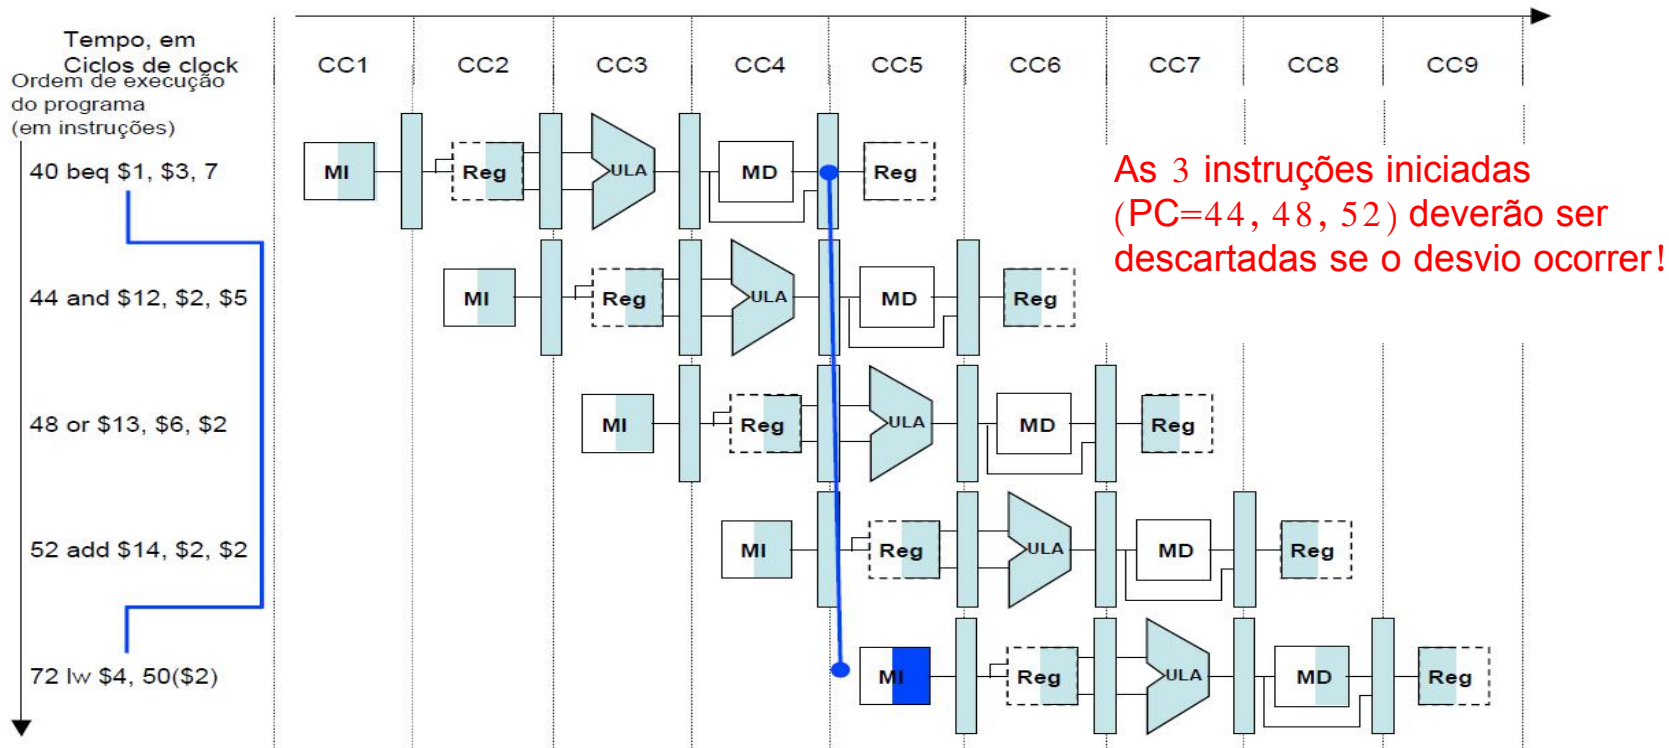 Tempo, em
Ciclos de clock
CC1 CC2 CC3 CC4 CC5 CC6 CC7 CC8 CC9
Ordem de execução
do programa
(em instruções)
40 beq $1, $3, 7
MI Reg ULA MD Reg
As 3 instruções iniciadas
(PC=44, 48, 52) deverão ser
descartadas se o desvio ocorrer!
44 and $12, $2, $5
MI Reg ULA MD Reg
48 or $13, $6, $2
MI Reg ULA MD Reg
52 add $14, $2, $2
MI Reg ULA MD Reg
72 lw $4, 50($2)
MI Reg ULA MD Reg